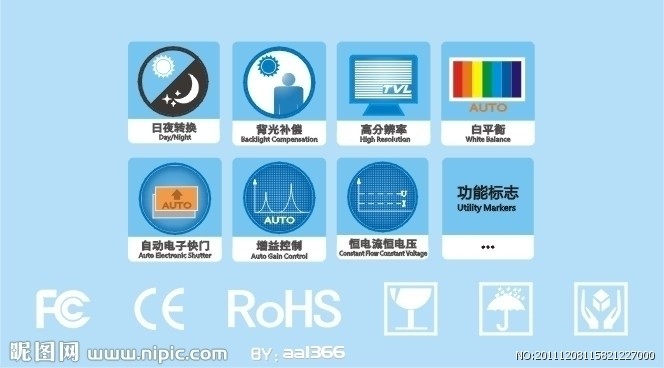 TVL
AUTO
日夜转换
Day/Night
背光补偿
Backlight Compensation
高分辨率
High Resolution
白平衡
White Balance
AUTO
AUTO
自动电子快门
Auto Electronic Shutter
增益控制
Auto Gain Control
恒电流恒电压
Constant Flow Constant Voltage
功能标志
Utility Markers
...
FC CE RoHS
昵图网 www.nipic.com BY: aa1366
NO:20111208115821227000